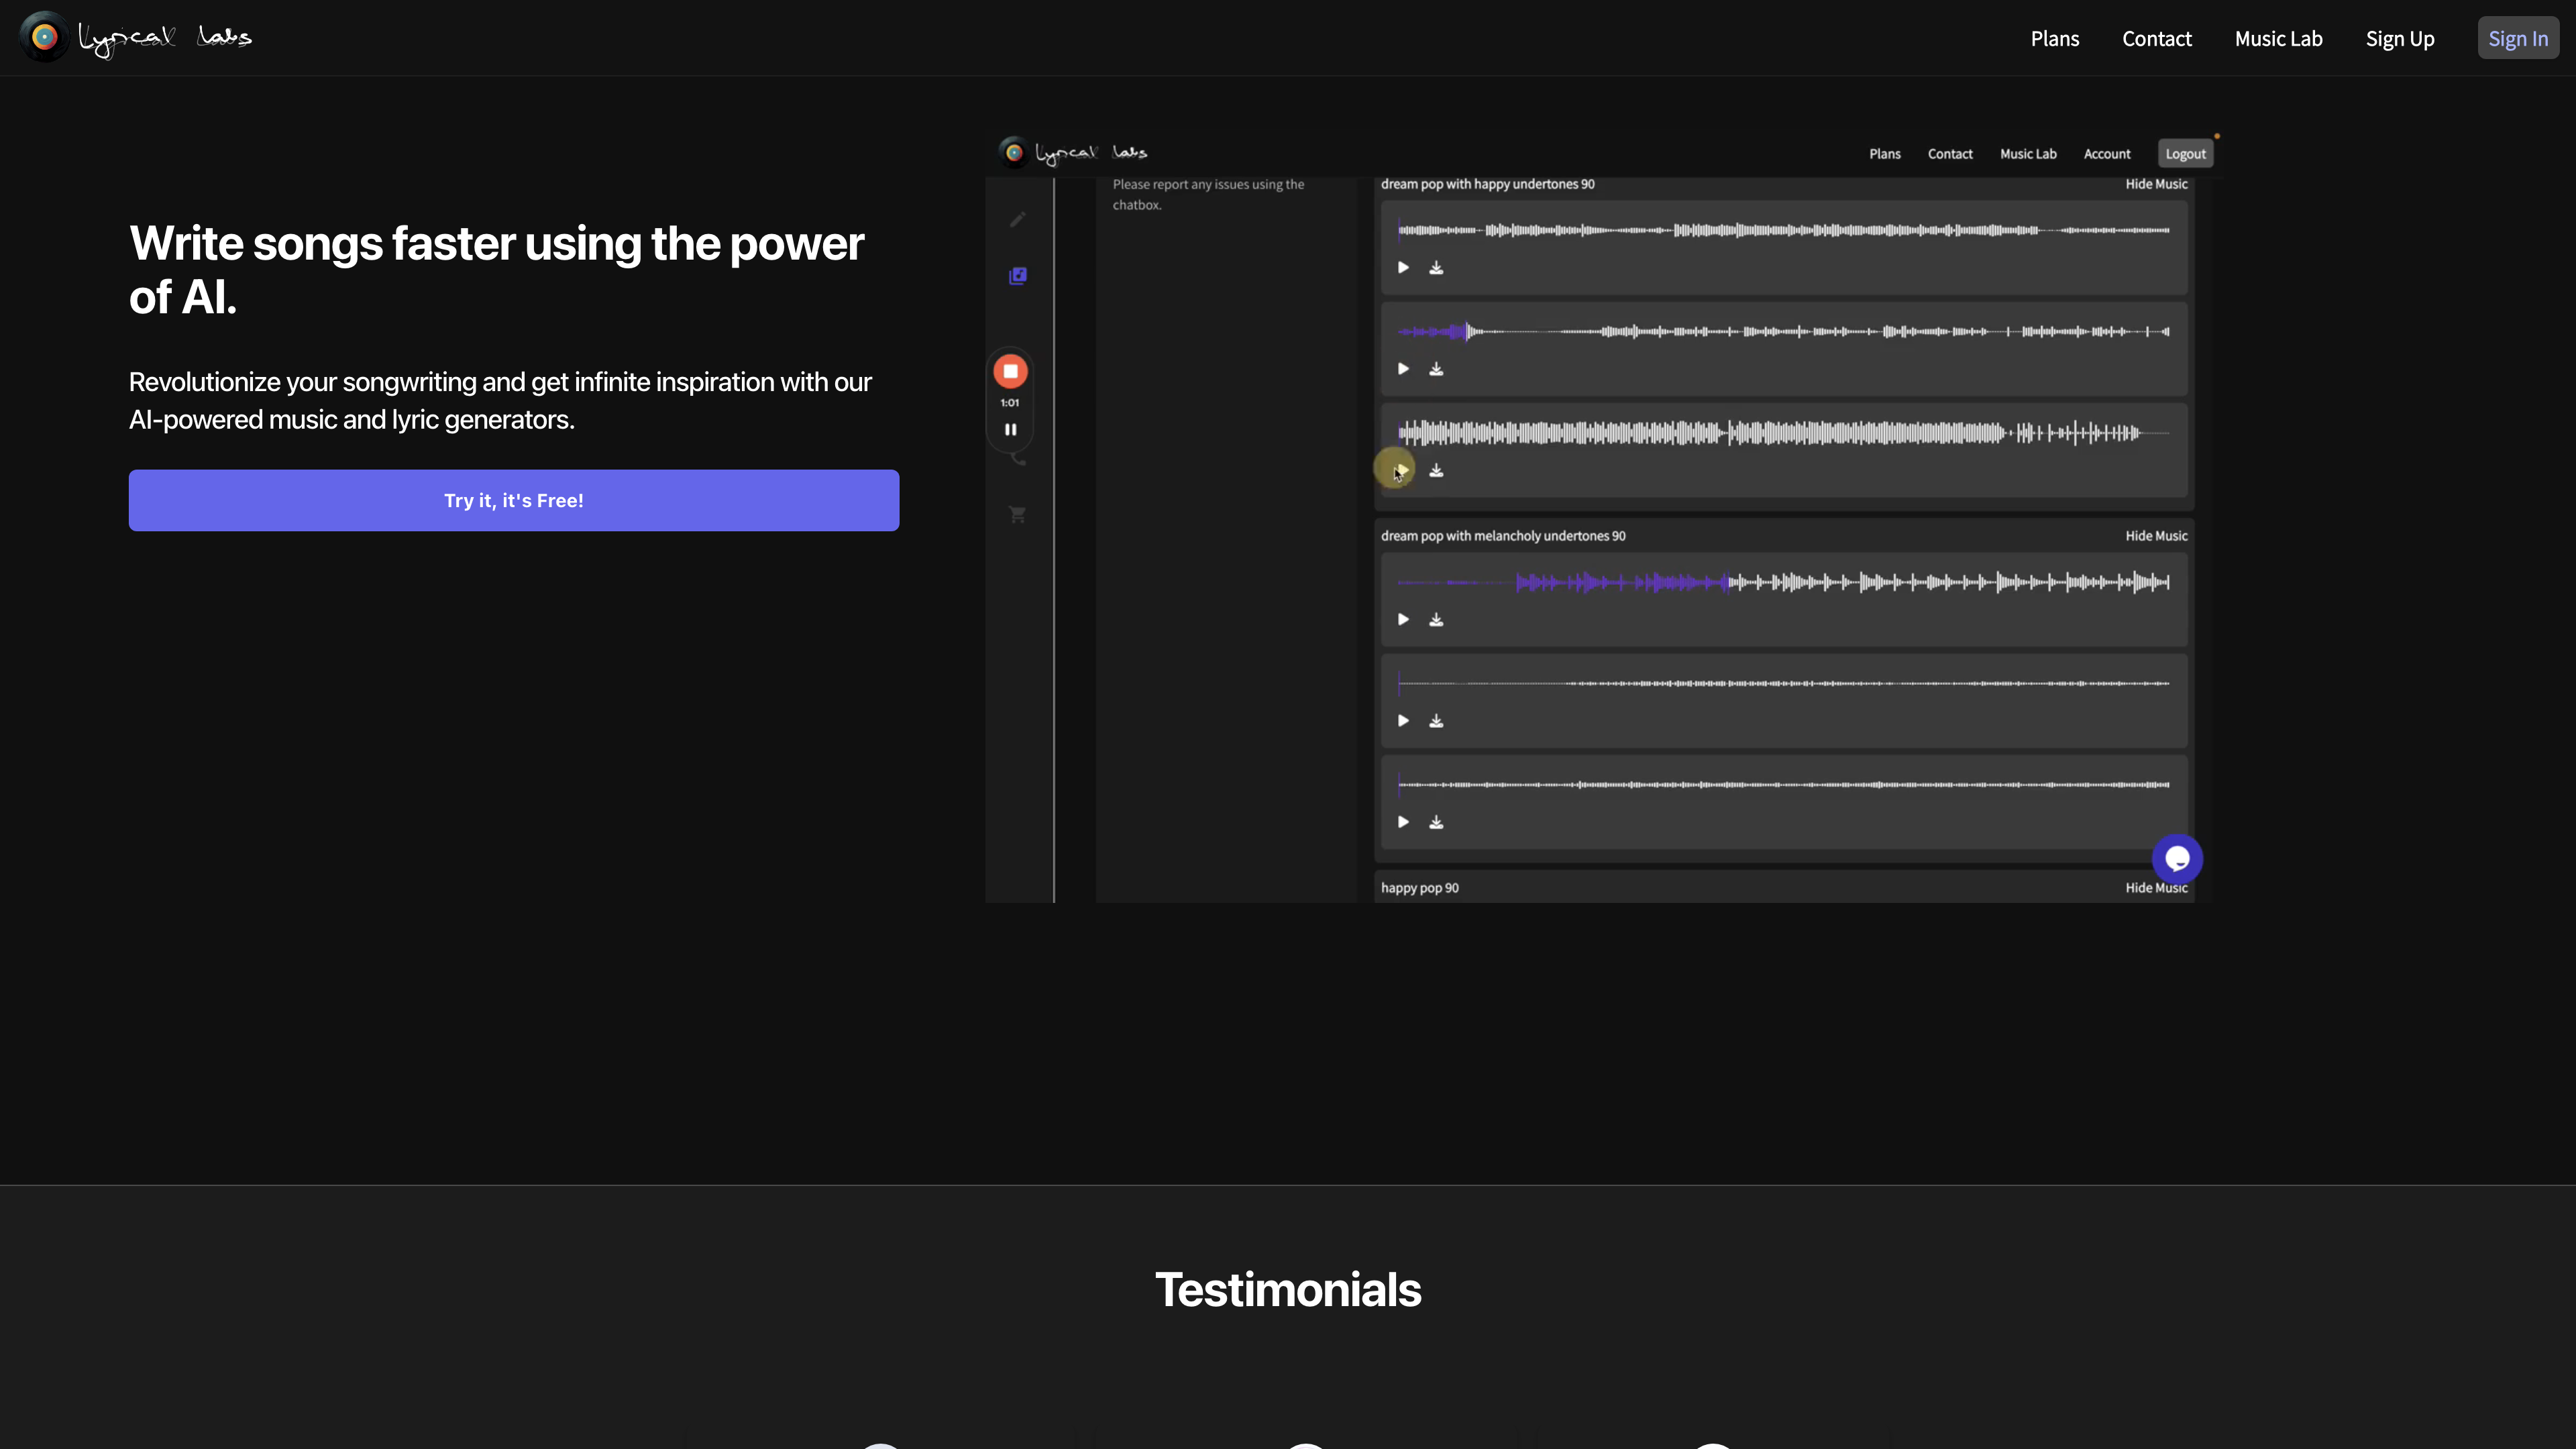 Lyrical Labs
Plans
Contact
Music Lab
Sign Up
Sign In
Write songs faster using the power
of AI.
Revolutionize your songwriting and get infinite inspiration with our
AI-powered music and lyric generators.
Try it, it's Free!
Lyrical Labs
Plans
Contact
Music Lab
Account
Logout
Please report any issues using the
chatbox.
1:01
dream pop with happy undertones 90
Hide Music
dream pop with melancholy undertones 90
Hide Music
happy pop 90
Hide Music
Testimonials